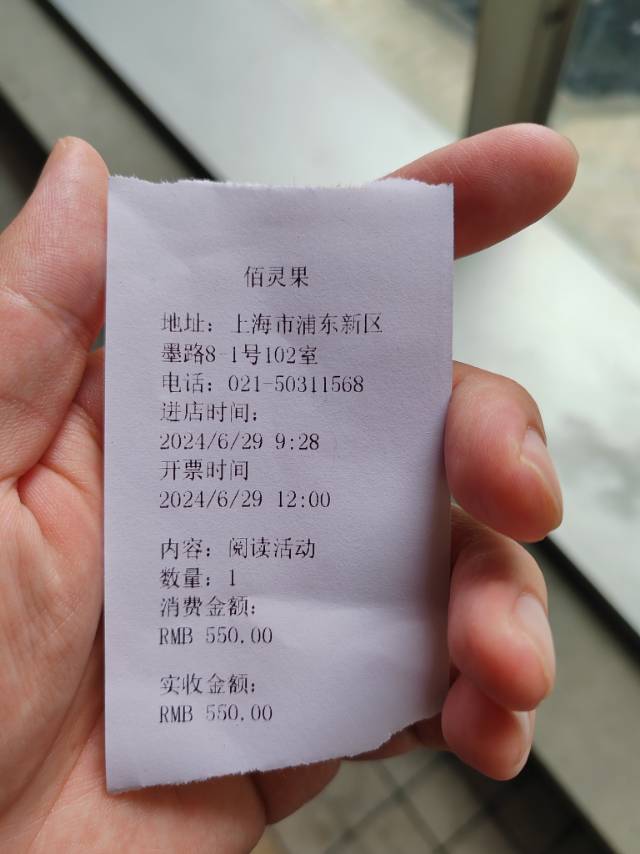 佰灵果
地址：上海市浦东新区
墨路8-1号102室
电话：021-50311568
进店时间：
2024/6/29 9:28
开票时间
2024/6/29 12:00
内容：阅读活动
数量：1
消费金额：
RMB 550.00
实收金额：
RMB 550.00